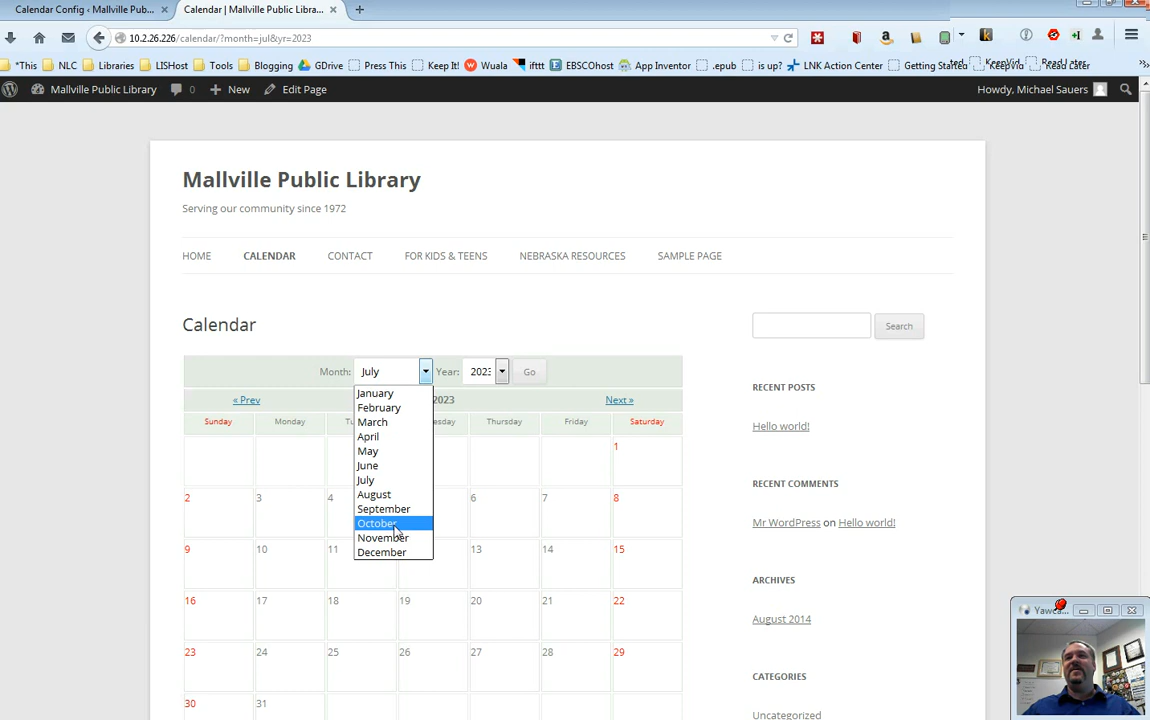 Calendar Config ‹ Mallville Pub... × Calendar | Mallville Public Libra... × +
10.2.26.226/calendar/?month=jul&yr=2023
*This NLC Libraries LISHost Tools Blogging GDrive Press This Keep It! Wuala ifttt EBSCOhost App Inventor .epub is up? LNK Action Center Getting Started KeepVid Read Later »
Mallville Public Library 0 + New Edit Page Howdy, Michael Sauers
Mallville Public Library
Serving our community since 1972
HOME CALENDAR CONTACT FOR KIDS & TEENS NEBRASKA RESOURCES SAMPLE PAGE
Calendar
Search
Month: July Year: 2023 Go
« Prev 2023 Next »
Sunday Monday Thursday Friday Saturday
January
February
March
April
May
June
July
August
September
October
November
December
1
2 3 4 6 7 8
9 10 11 13 14 15
16 17 18 19 20 21 22
23 24 25 26 27 28 29
30 31
RECENT POSTS
Hello world!
RECENT COMMENTS
Mr WordPress on Hello world!
ARCHIVES
August 2014
CATEGORIES
Uncategorized
Yawca...